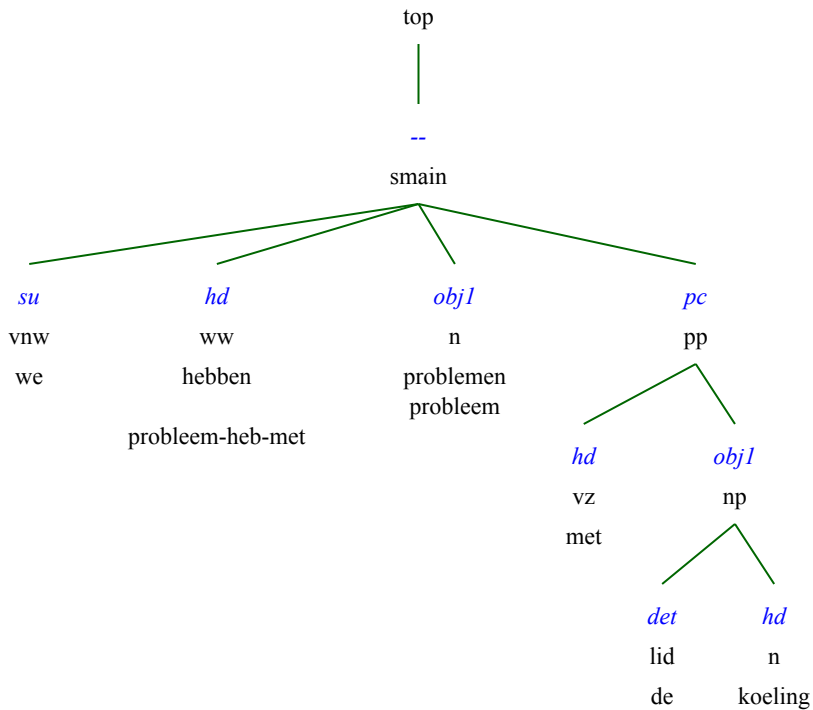 top
--
smain
su hd obj1 pc
vnw ww n pp
we hebben problemen
probleem
probleem-heb-met
hd obj1
vz np
met
det hd
lid n
de koeling